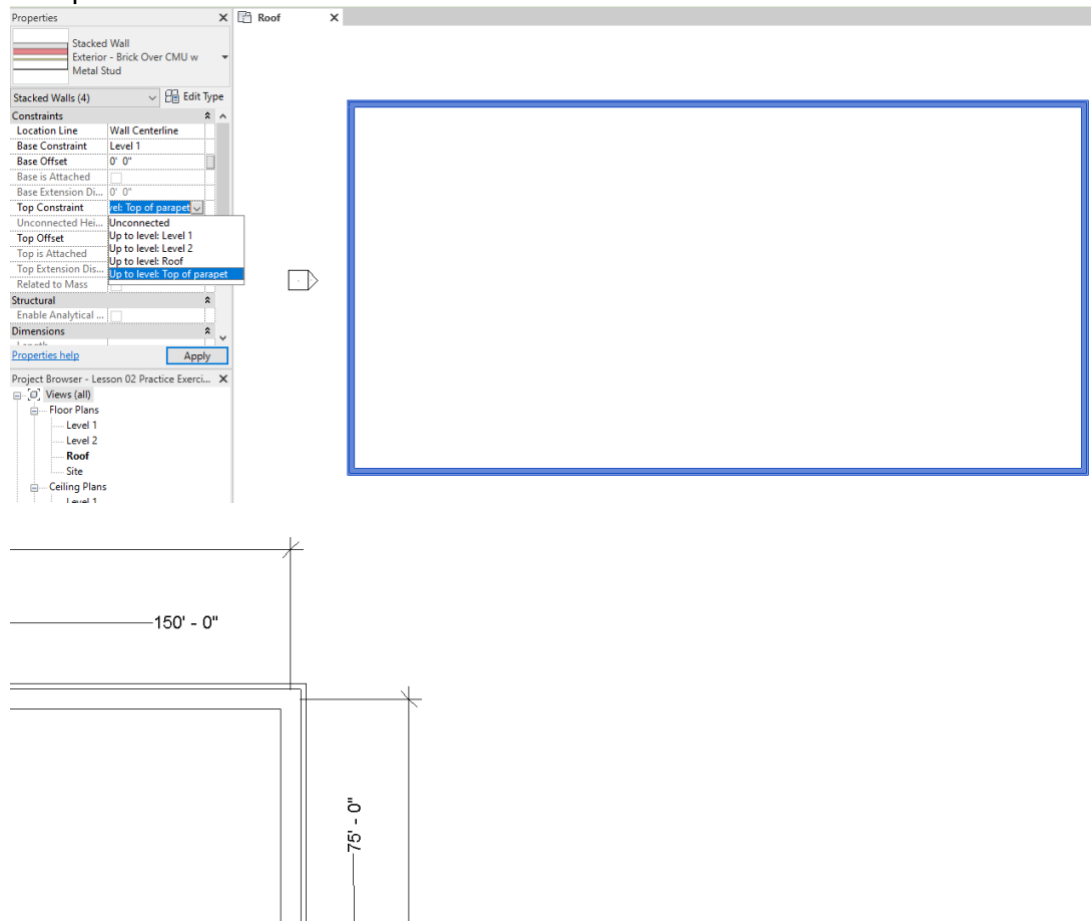 Properties
Roof
Stacked Wall
Exterior - Brick Over CMU w
Metal Stud
Stacked Walls (4)
Edit Type
Constraints
Location Line Wall Centerline
Base Constraint Level 1
Base Offset 0' 0"
Base is Attached
Base Extension Di... 0' 0"
Top Constraint vel: Top of parapet
Unconnected Hei... Unconnected
Top Offset Up to level: Level 1
Top is Attached Up to level: Level 2
Up to level: Roof
Top Extension Dis... Up to level: Top of parapet
Related to Mass
Structural
Enable Analytical ...
Dimensions
Properties help
Apply
Project Browser - Lesson 02 Practice Exerci...
Views (all)
Floor Plans
Level 1
Level 2
Roof
Site
Ceiling Plans
Level 1
150' - 0"
75' - 0"